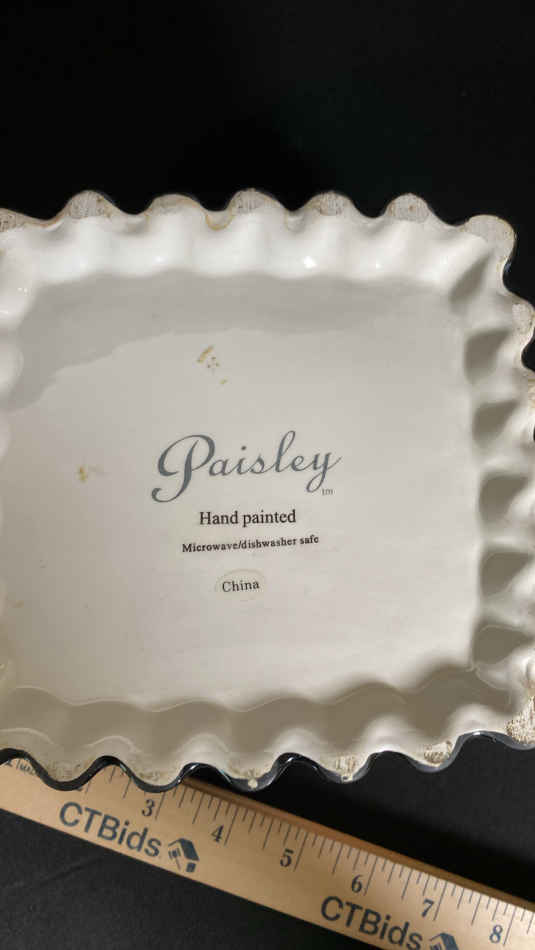 Paisley
tm
Hand painted
Microwave/dishwasher safe
China
3 4 5 6 7 8
CTBids
CTBids